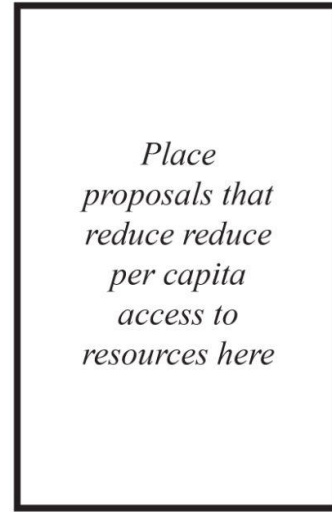 Place
proposals that
reduce reduce
per capita
access to
resources here